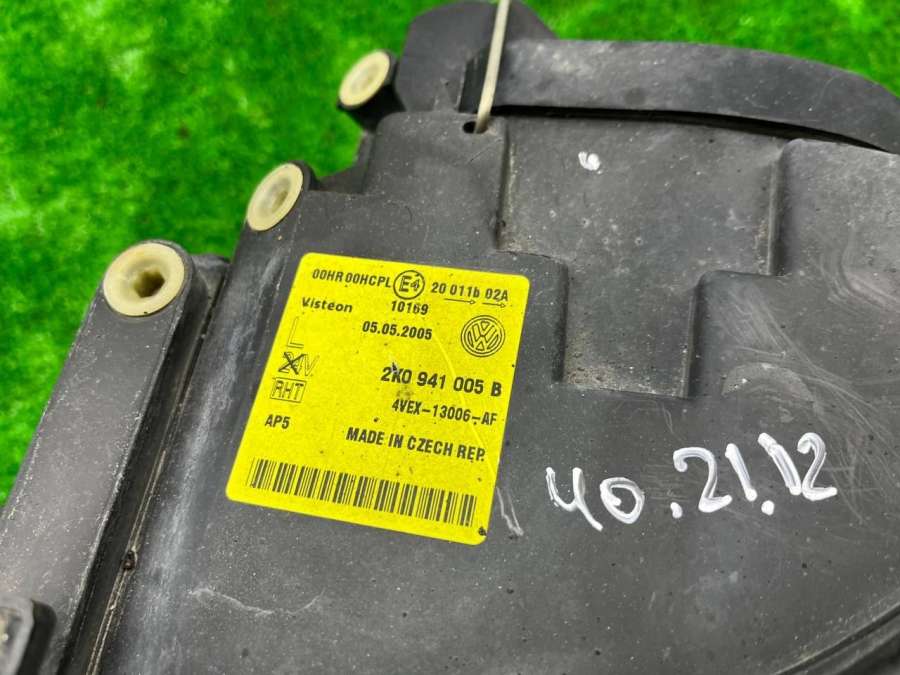 00HR 00HCPL E4 20 011b 02A
Visteon 10169
L 05.05.2005
24V 2K0 941 005 B
RHT 4VEX-13006-AF
AP5 MADE IN CZECH REP.
40.21.12